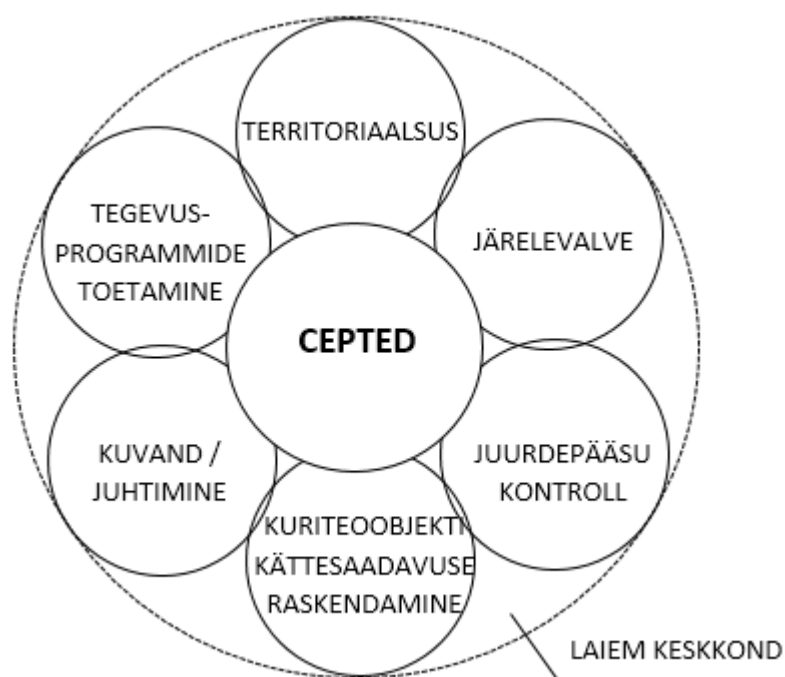 TERRITORIAALSUS
TEGEVUS-
PROGRAMMIDE
TOETAMINE
JÄRELEVALVE
CEPTED
KUVAND /
JUHTIMINE
JUURDEPÄÄSU
KONTROLL
KURITEOOBJEKTI
KÄTTESAADAVUSE
RASKENDAMINE
LAIEM KESKKOND